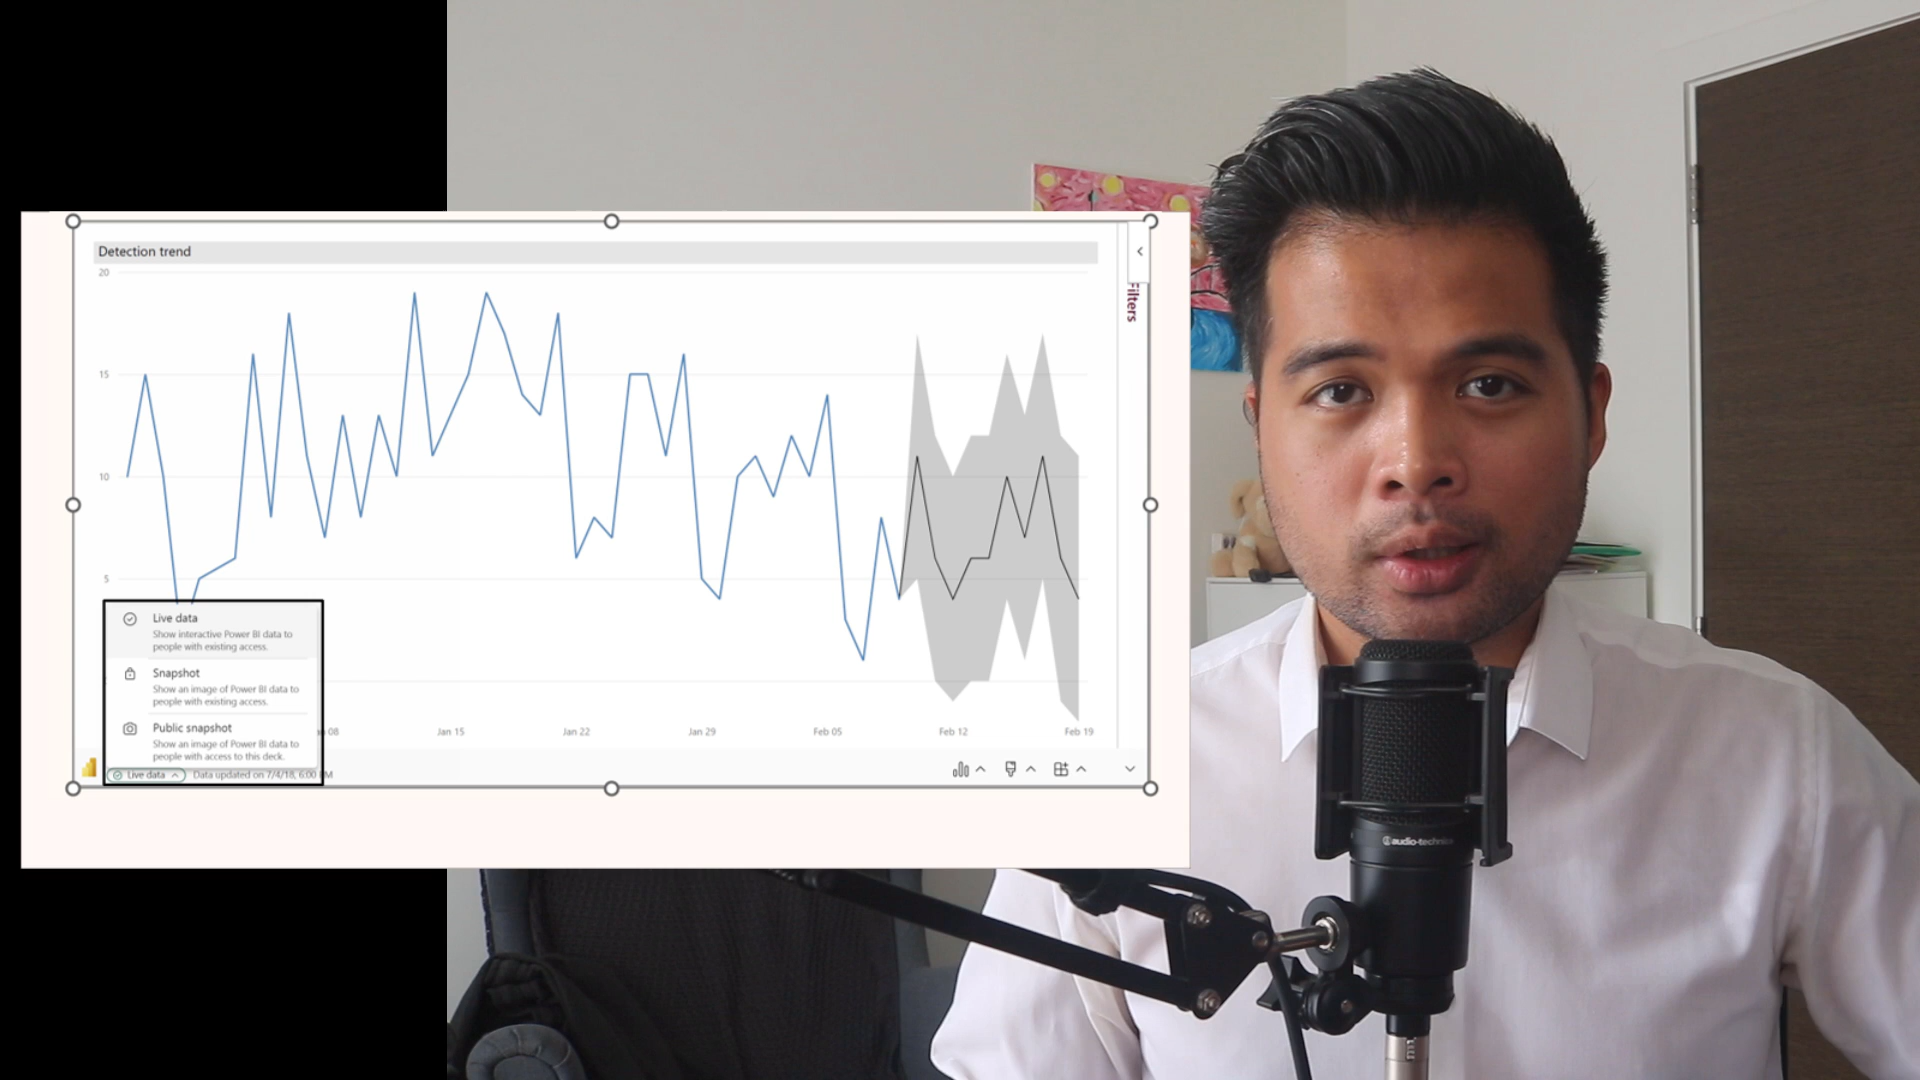 Detection trend
20
15
10
5
Filters
Live data
Show interactive Power BI data to
people with existing access.
Snapshot
Show an image of Power BI data to
people with existing access.
Public snapshot
Show an image of Power BI data to
people with access to this deck.
08
Jan 15
Jan 22
Jan 29
Feb 05
Feb 12
Feb 19
Live data
Data updated on 7/4/18, 6:00 PM
audio-technica